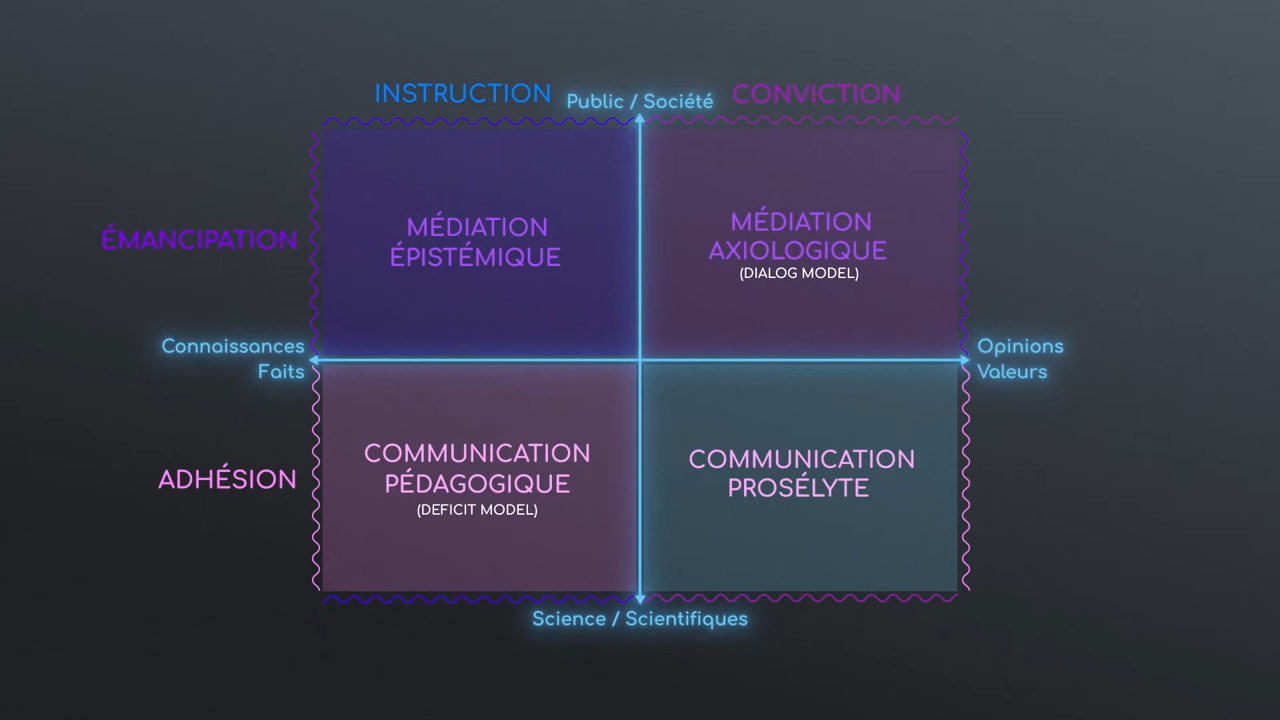 INSTRUCTION
Public / Société
CONVICTION
MÉDIATION
ÉPISTÉMIQUE
MÉDIATION
AXIOLOGIQUE
(DIALOG MODEL)
ÉMANCIPATION
Connaissances
Faits
Opinions
Valeurs
ADHÉSION
COMMUNICATION
PÉDAGOGIQUE
(DEFICIT MODEL)
COMMUNICATION
PROSÉLYTE
Science / Scientifiques